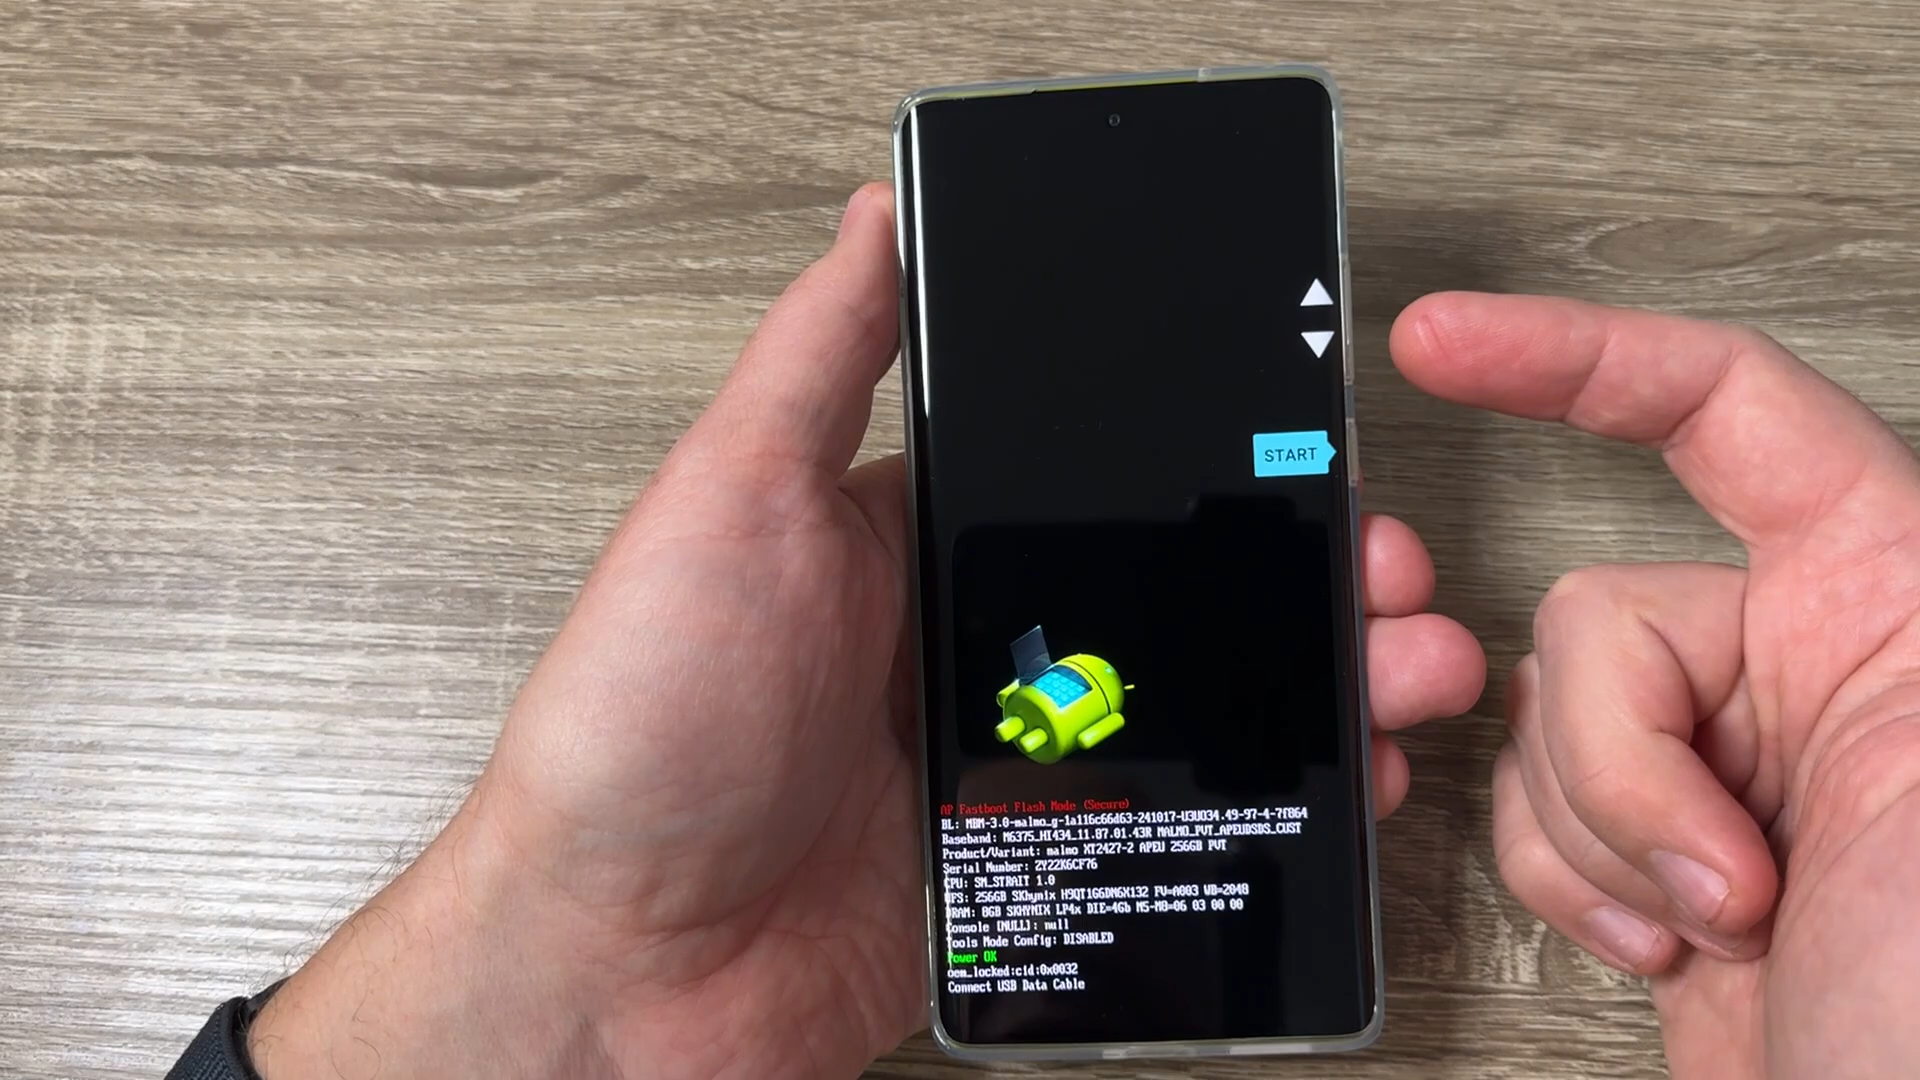 START
AP Fastboot Flash Mode (Secure)
BL: MBM-3.0-malmo_g-1a116c66d63-241017-U3UO34.49-97-4-7f864
Baseband: M6375_HI434_11.87.01.43R MALMO_PVT_APEUDSDS_CUST
Product/Variant: malmo XT2427-2 APEU 256GB PVT
Serial Number: ZY22K6CF76
CPU: SM_STRAIT 1.0
UFS: 256GB SKhynix H9QT1G6DN6X132 FV=A003 WB=2048
DRAM: 8GB SKHYNIX LP4x DIE=4Gb M5-M8=06 03 00 00
Console [NULL]: null
Tools Mode Config: DISABLED
Power OK
oem_locked:cid:0x0032
Connect USB Data Cable